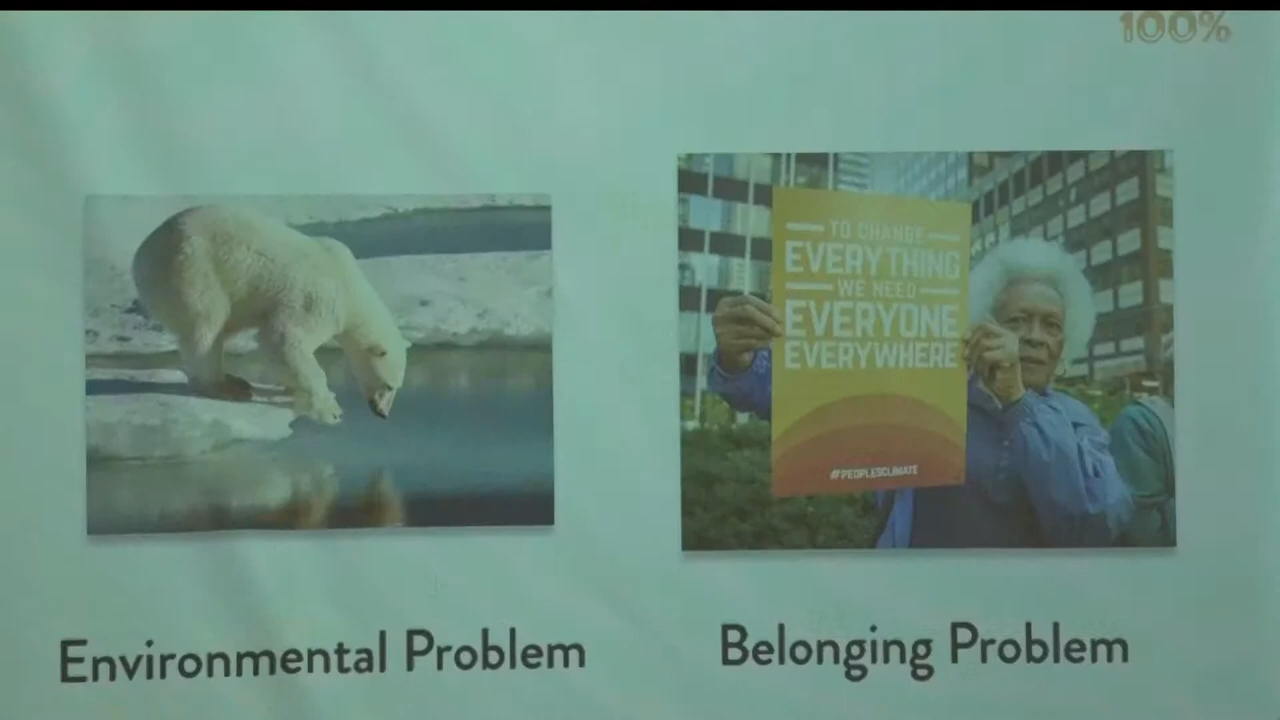 100%
TO CHANGE
EVERYTHING
WE NEED
EVERYONE
EVERYWHERE
#PEOPLESCLIMATE
Environmental Problem
Belonging Problem